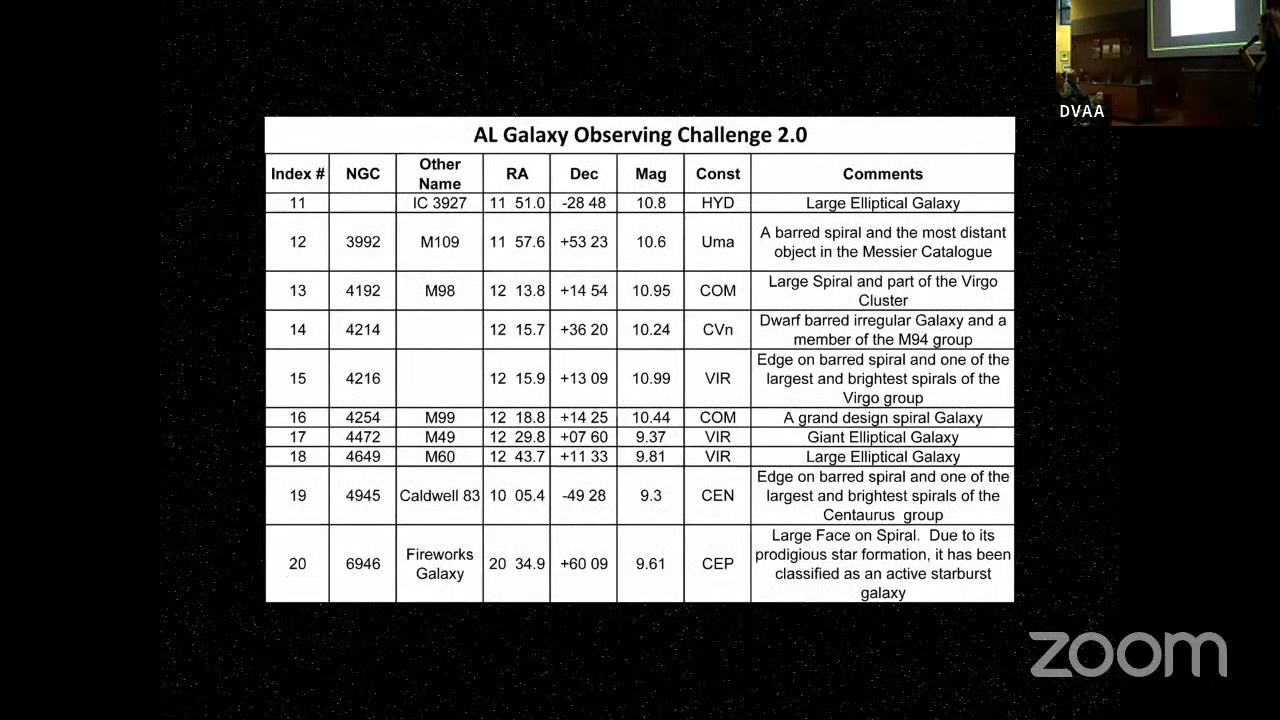 DVAA
AL Galaxy Observing Challenge 2.0
Index # NGC Other Name RA Dec Mag Const Comments
11 IC 3927 11 51.0 -28 48 10.8 HYD Large Elliptical Galaxy
12 3992 M109 11 57.6 +53 23 10.6 Uma A barred spiral and the most distant
object in the Messier Catalogue
13 4192 M98 12 13.8 +14 54 10.95 COM Large Spiral and part of the Virgo
Cluster
14 4214 12 15.7 +36 20 10.24 CVn Dwarf barred irregular Galaxy and a
member of the M94 group
15 4216 12 15.9 +13 09 10.99 VIR Edge on barred spiral and one of the
largest and brightest spirals of the
Virgo group
16 4254 M99 12 18.8 +14 25 10.44 COM A grand design spiral Galaxy
17 4472 M49 12 29.8 +07 60 9.37 VIR Giant Elliptical Galaxy
18 4649 M60 12 43.7 +11 33 9.81 VIR Large Elliptical Galaxy
19 4945 Caldwell 83 10 05.4 -49 28 9.3 CEN Edge on barred spiral and one of the
largest and brightest spirals of the
Centaurus group
20 6946 Fireworks Galaxy 20 34.9 +60 09 9.61 CEP Large Face on Spiral. Due to its
prodigious star formation, it has been
classified as an active starburst
galaxy
zoom